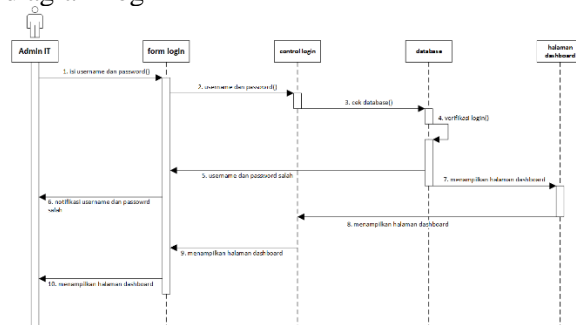 Admin IT
form login
control login
database
halaman
dashboard
1. isi username dan password()
2. username dan password()
3. cek database()
4. verifikasi login()
5. username dan password salah
7. menampilkan halaman dashboard
6. notifikasi username dan password
salah
8. menampilkan halaman dashboard
9. menampilkan halaman dashboard
10. menampilkan halaman dashboard